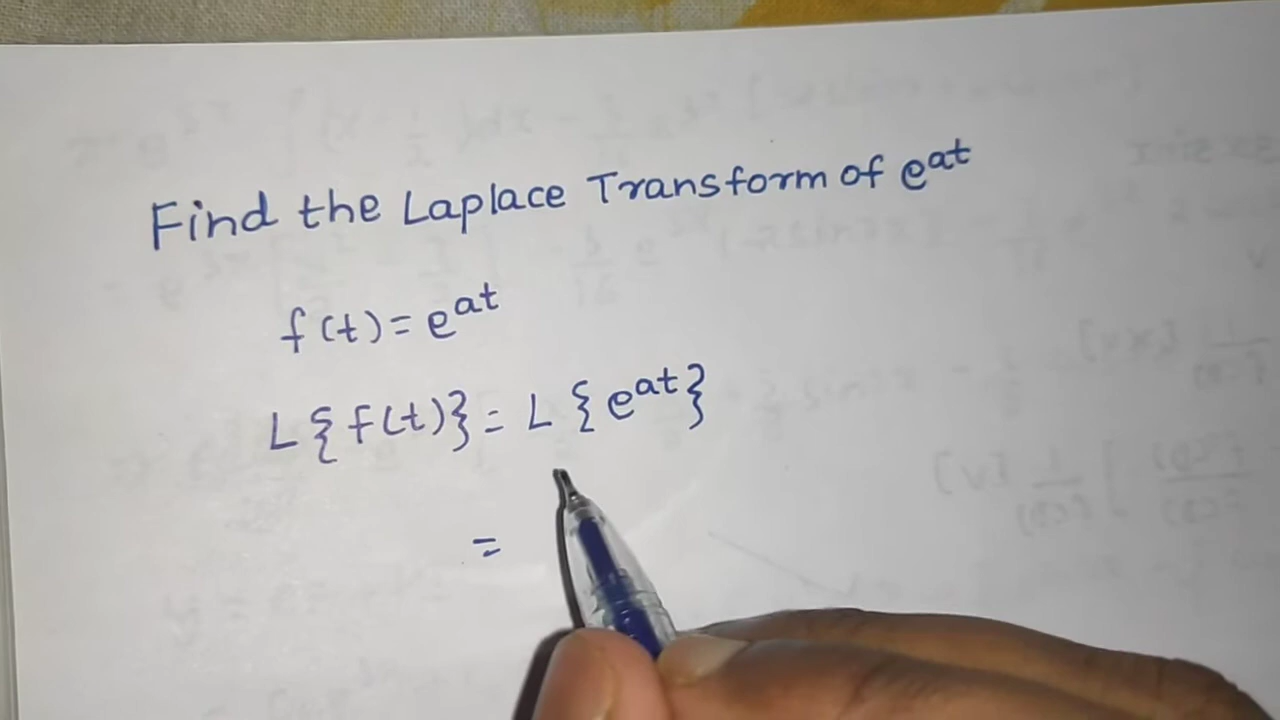 Find the Laplace Transform of e^at
f(t) = e^at
L{f(t)} = L{e^at}
=